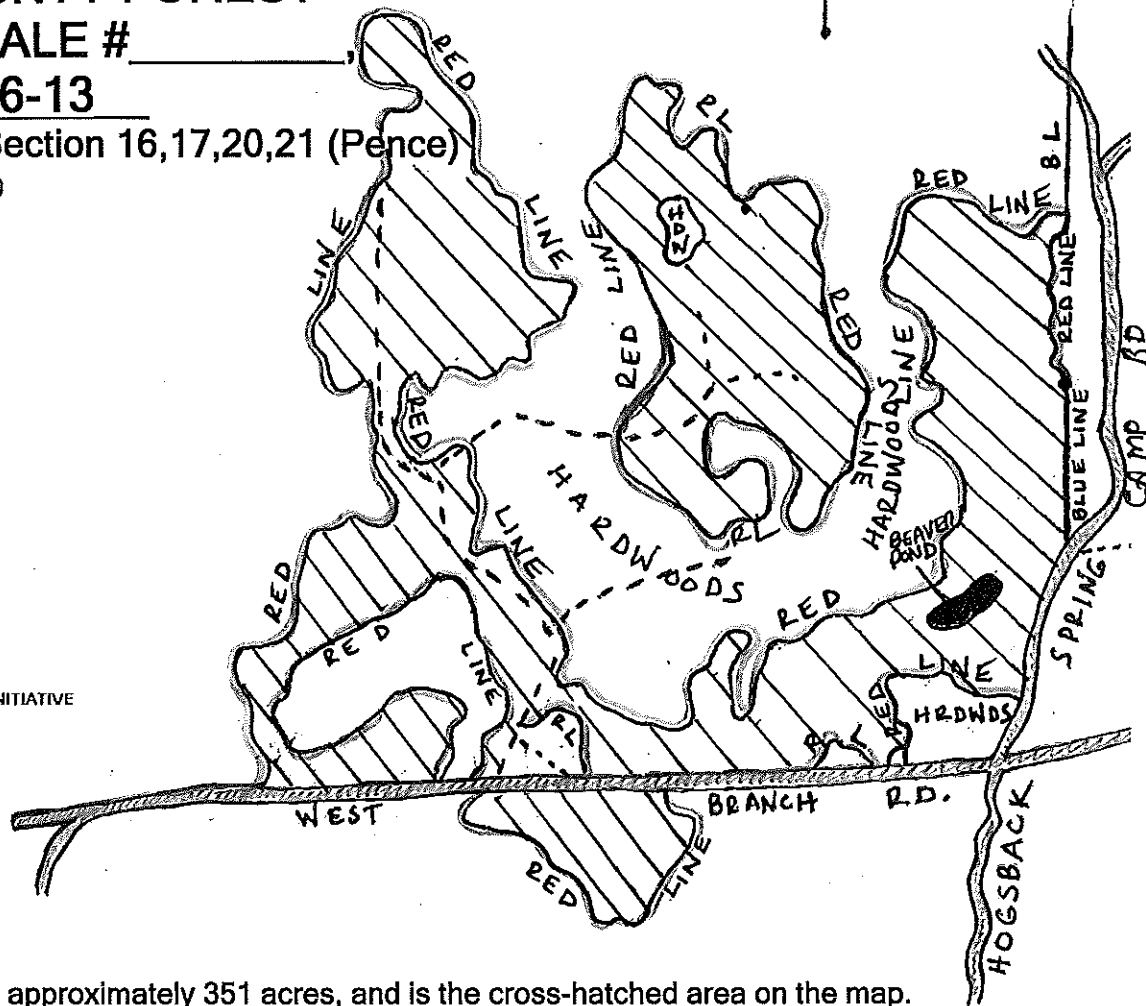 ALE #__________,
6-13
Section 16,17,20,21 (Pence)
RED
LINE
LINE
RL
HDW
RED
LINE
RED
LINE
RED
LINE
BL
RED LINE
BLUE LINE
HARDWOODS
LINE
RED
LINE
HARDWOODS
RL
BEAVER
POND
RED
RED
RED
LINE
RL
LINE
RED
HRDWDS
RL
WEST BRANCH RD.
RED
LINE
SPRING CAMP RD
HOGSBACK
NITIATIVE
approximately 351 acres, and is the cross-hatched area on the map.